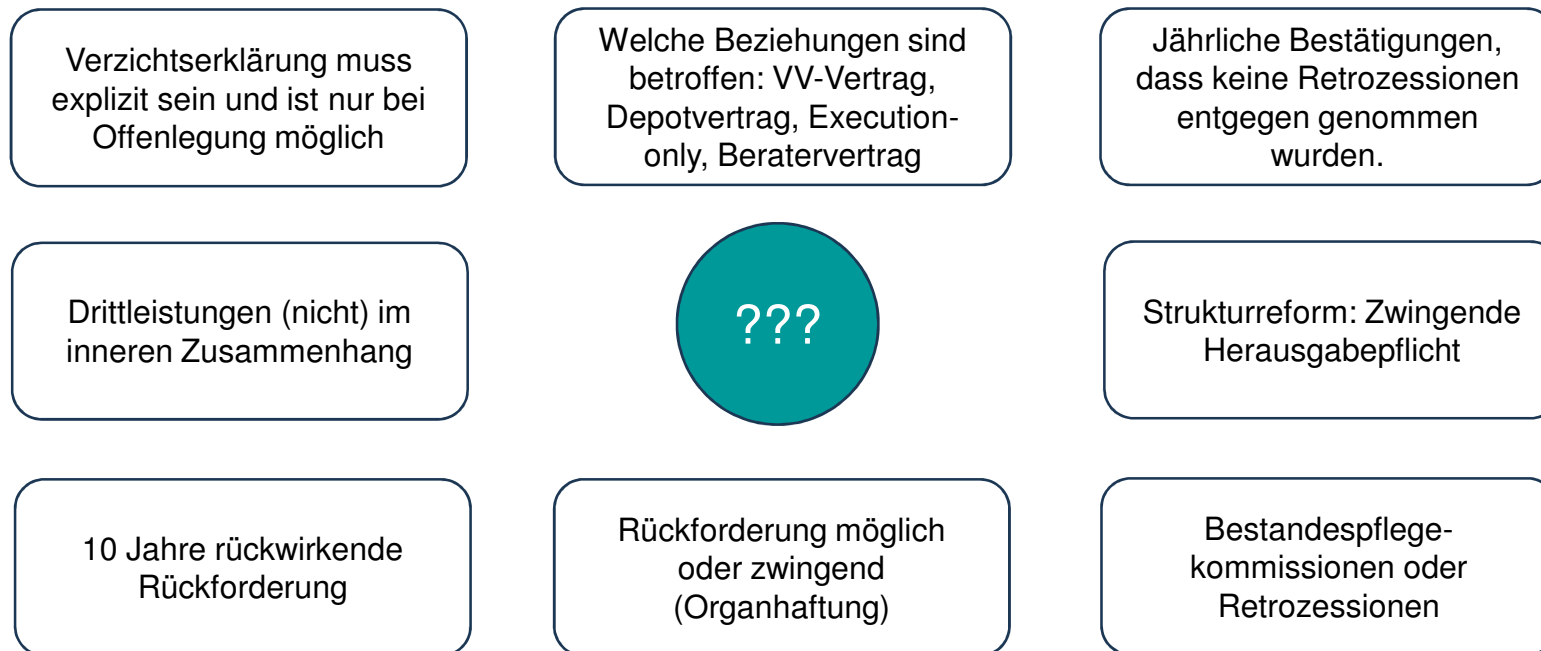 Verzichtserklärung muss
explizit sein und ist nur bei
Offenlegung möglich
Welche Beziehungen sind
betroffen: VV-Vertrag,
Depotvertrag, Execution-
only, Beratervertrag
Jährliche Bestätigungen,
dass keine Retrozessionen
entgegen genommen
wurden.
Drittleistungen (nicht) im
inneren Zusammenhang
???
Strukturreform: Zwingende
Herausgabepflicht
10 Jahre rückwirkende
Rückforderung
Rückforderung möglich
oder zwingend
(Organhaftung)
Bestandespflege-
kommissionen oder
Retrozessionen